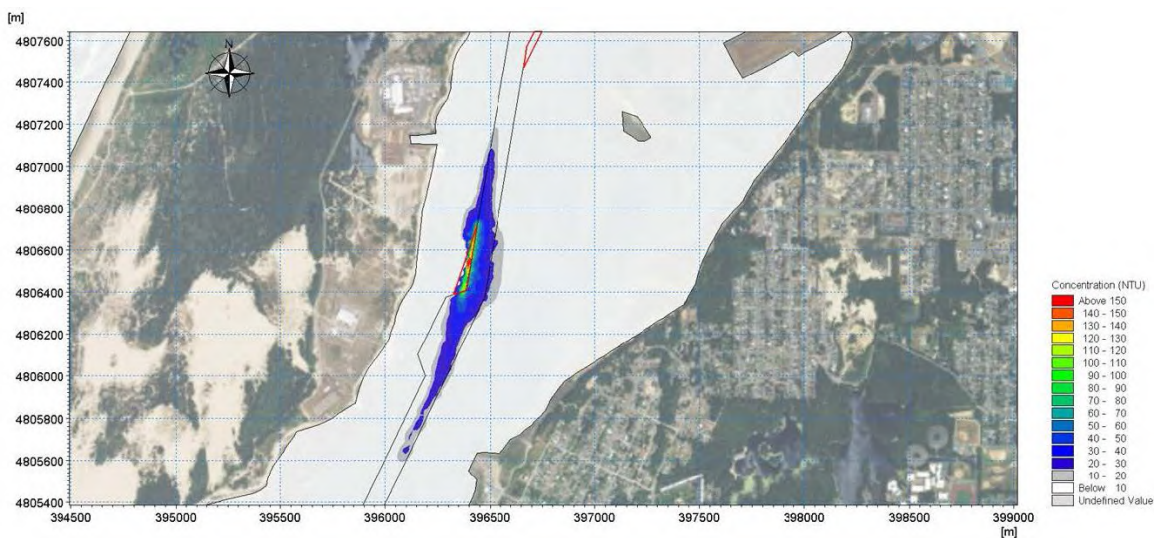 [m]
4807600
4807400
4807200
4807000
4806800
4806600
4806400
4806200
4806000
4805800
4805600
4805400
N
394500 395000 395500 396000 396500 397000 397500 398000 398500 399000
[m]
Concentration (NTU)
Above 150
140 - 150
130 - 140
120 - 130
110 - 120
100 - 110
90 - 100
80 - 90
70 - 80
60 - 70
50 - 60
40 - 50
30 - 40
20 - 30
10 - 20
Below 10
Undefined Value